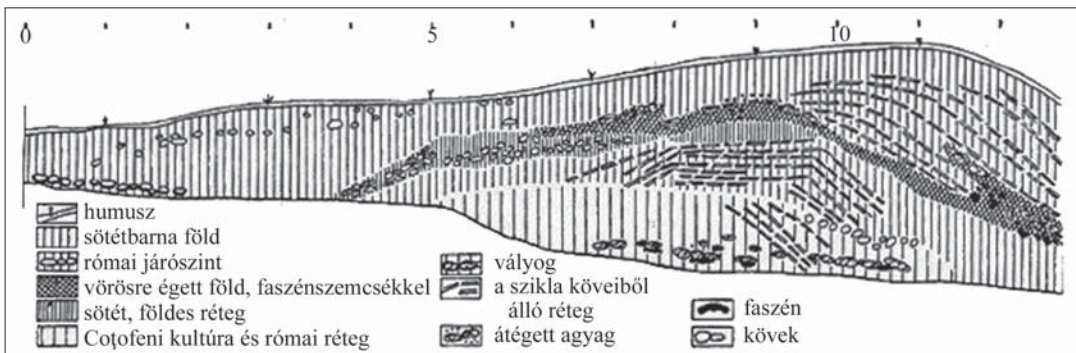 0 5 10
humusz
sötétbarna föld
római járószint
vörösre égett föld, faszénszemcsékkel
sötét, földes réteg
Coţofeni kultúra és római réteg
vályog
a szikla köveiből
álló réteg
átégett agyag
faszén
kövek